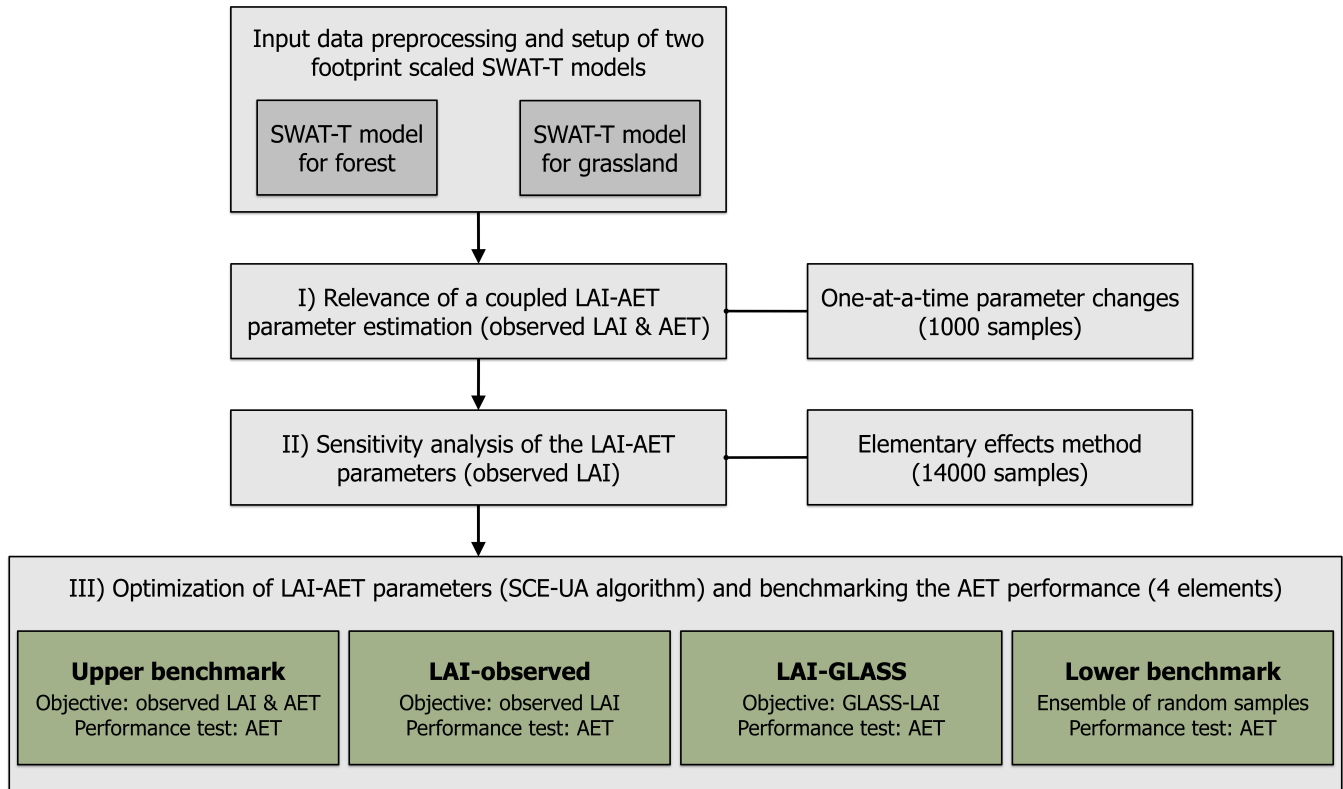 Input data preprocessing and setup of two
footprint scaled SWAT-T models
SWAT-T model
for forest
SWAT-T model
for grassland
I) Relevance of a coupled LAI-AET
parameter estimation (observed LAI & AET)
One-at-a-time parameter changes
(1000 samples)
II) Sensitivity analysis of the LAI-AET
parameters (observed LAI)
Elementary effects method
(14000 samples)
III) Optimization of LAI-AET parameters (SCE-UA algorithm) and benchmarking the AET performance (4 elements)
Upper benchmark
Objective: observed LAI & AET
Performance test: AET
LAI-observed
Objective: observed LAI
Performance test: AET
LAI-GLASS
Objective: GLASS-LAI
Performance test: AET
Lower benchmark
Ensemble of random samples
Performance test: AET